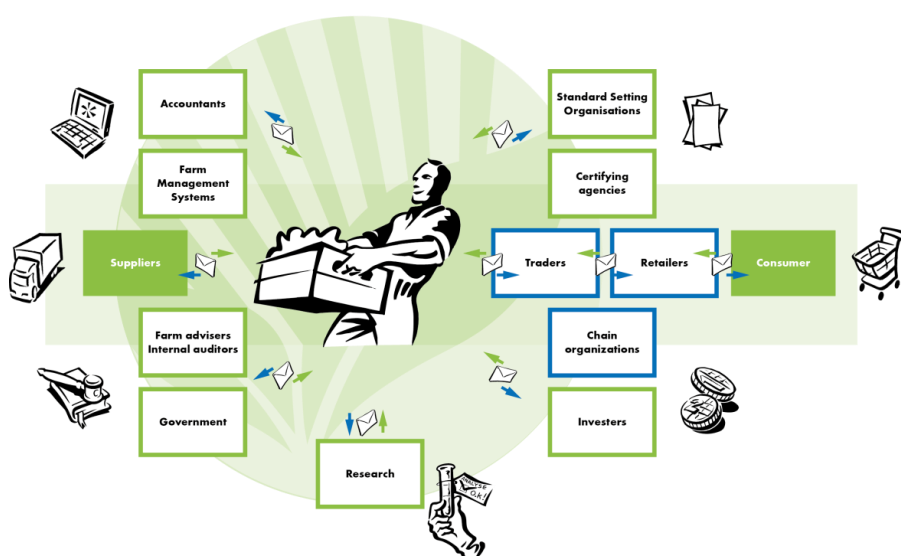 Accountants
Standard Setting
Organisations
Farm
Management
Systems
Certifying
agencies
Suppliers
Traders
Retailers
Consumer
Farm advisers
Internal auditors
Chain
organizations
Government
Investers
Research
ANALYSE
O.K!